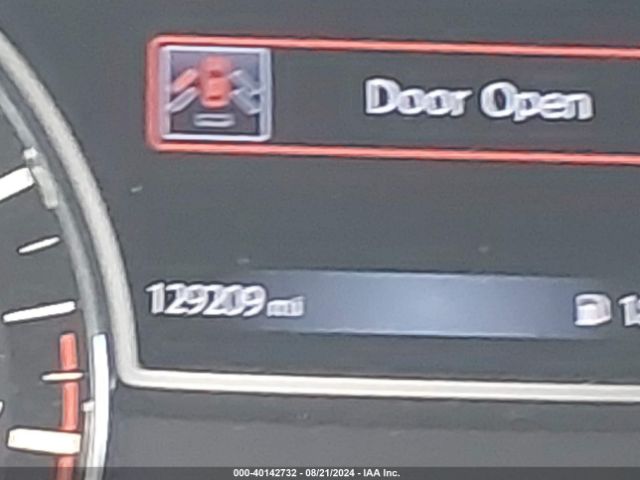 Door Open
129209 mi
000-40142732 - 08/21/2024 - IAA Inc.